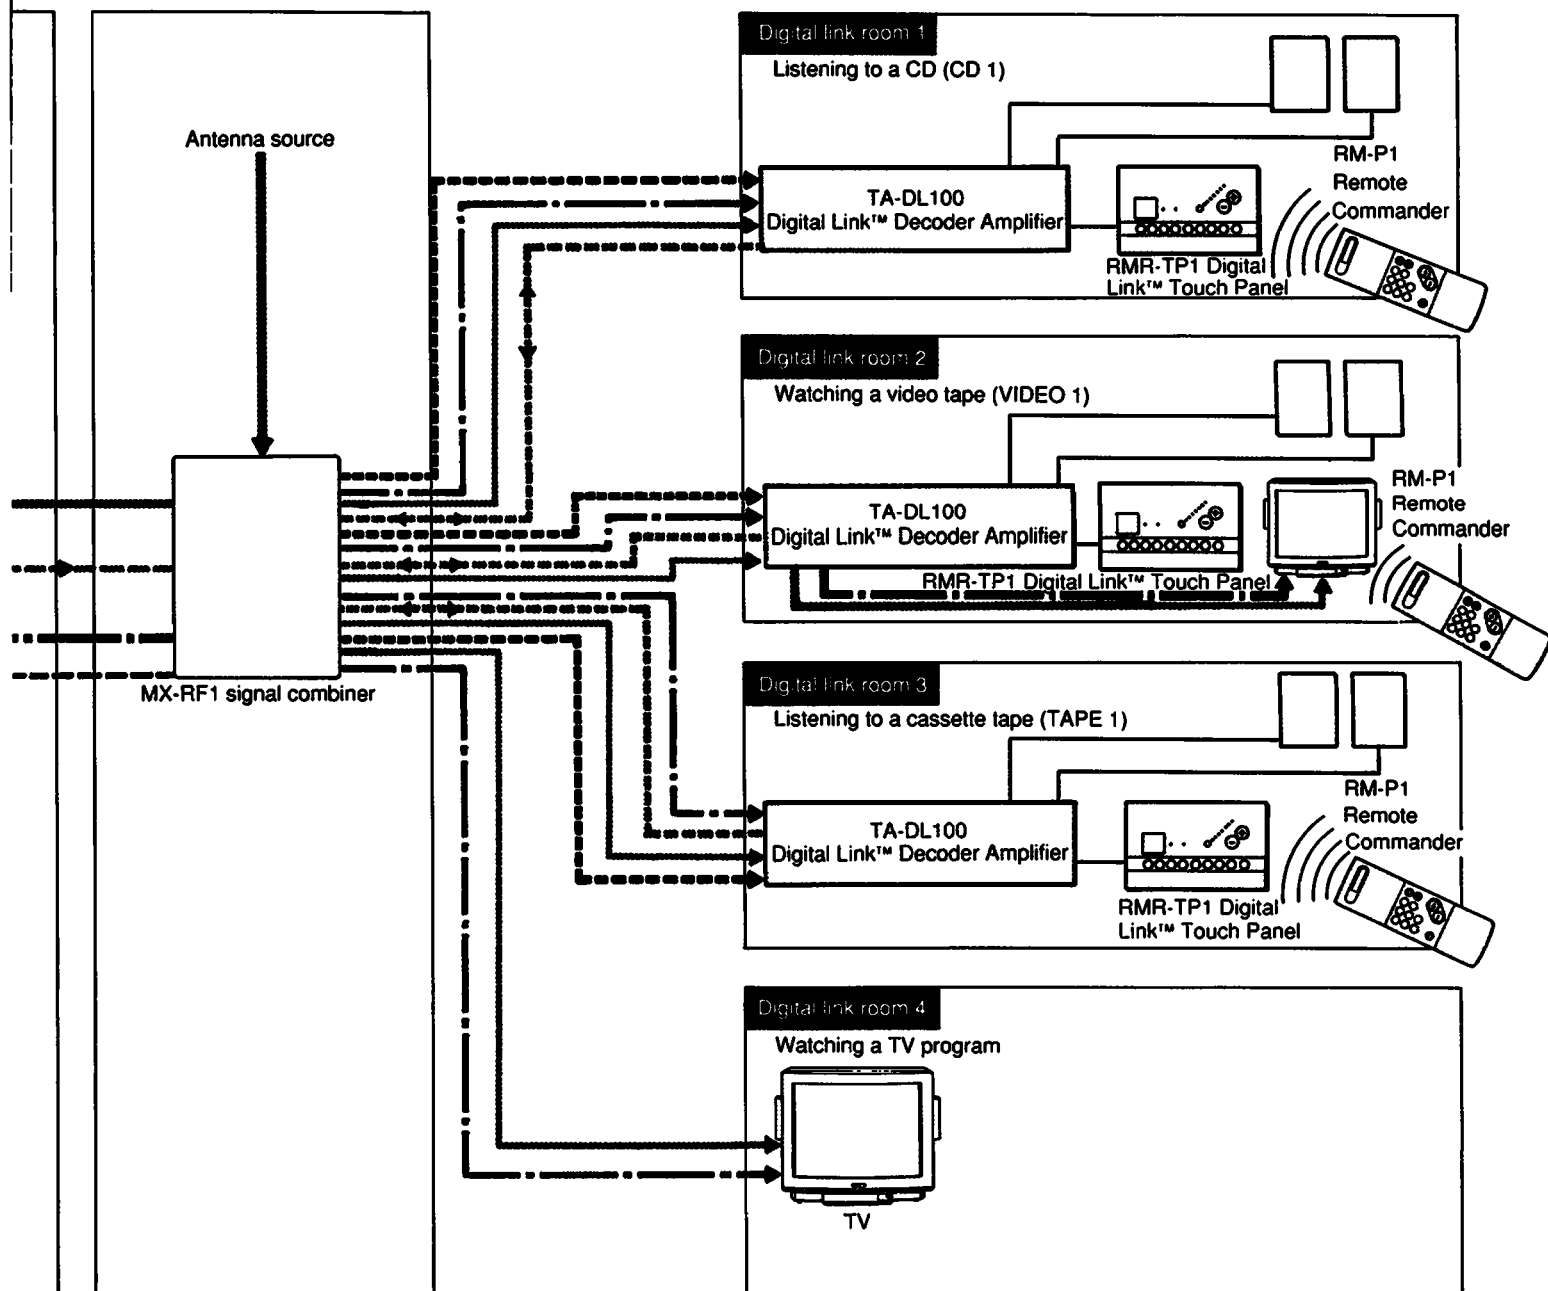 Antenna source
MX-RF1 signal combiner
Digital link room 1
Listening to a CD (CD 1)
TA-DL100
Digital Link™ Decoder Amplifier
RMR-TP1 Digital
Link™ Touch Panel
RM-P1
Remote
Commander
Digital link room 2
Watching a video tape (VIDEO 1)
TA-DL100
Digital Link™ Decoder Amplifier
RMR-TP1 Digital Link™ Touch Panel
RM-P1
Remote
Commander
Digital link room 3
Listening to a cassette tape (TAPE 1)
TA-DL100
Digital Link™ Decoder Amplifier
RMR-TP1 Digital
Link™ Touch Panel
RM-P1
Remote
Commander
Digital link room 4
Watching a TV program
TV